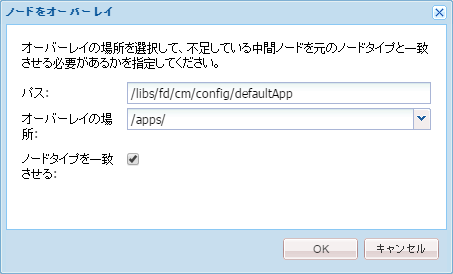 ノードをオーバーレイ
オーバーレイの場所を選択して、不足している中間ノードを元のノードタイプと一致
させる必要があるかを指定してください。
パス: /libs/fd/cm/config/defaultApp
オーバーレイの場
所: /apps/
ノードタイプを一致
させる:
OK キャンセル